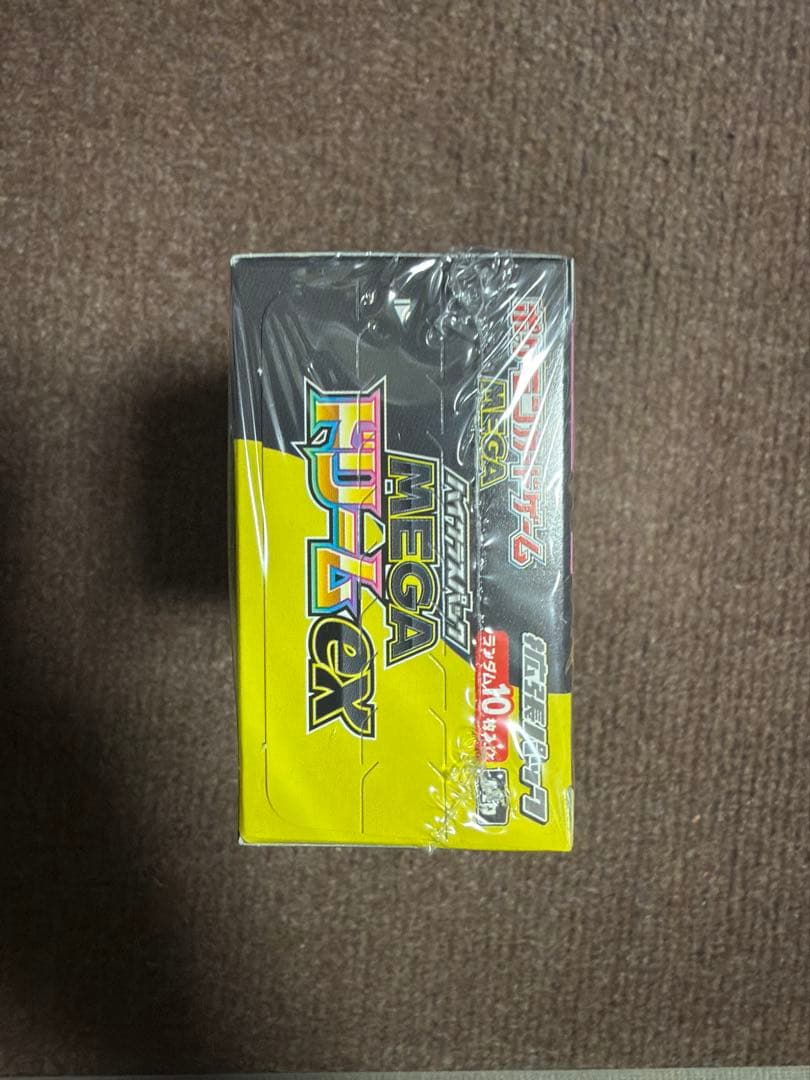 ポケモンカードゲーム
MEGA
拡張パック
ランダム10枚入り
ハイクラスパック
MEGA
ドリームex